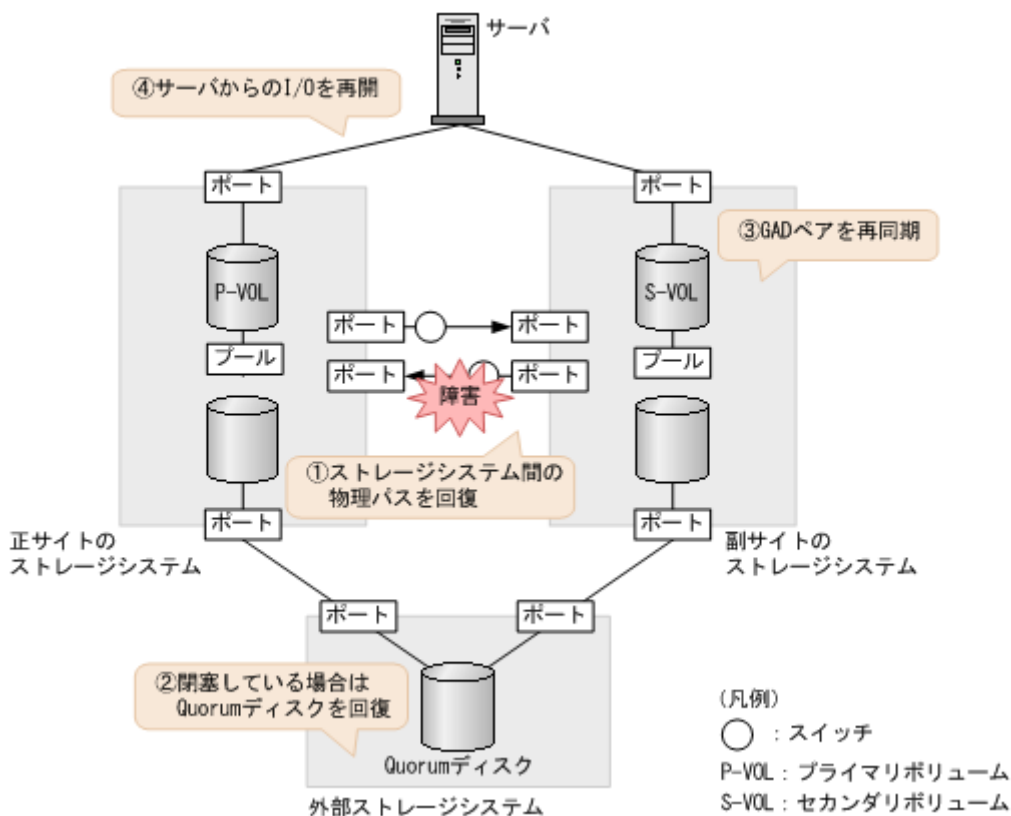 サーバ
④サーバからのI/Oを再開
ポート
ポート
③GADペアを再同期
P-VOL
S-VOL
ポート
ポート
プール
プール
ポート
ポート
障害
①ストレージシステム間の
物理パスを回復
ポート
ポート
正サイトの
ストレージシステム
副サイトの
ストレージシステム
ポート
ポート
②閉塞している場合は
Quorumディスクを回復
Quorumディスク
外部ストレージシステム
(凡例)
：スイッチ
P-VOL：プライマリボリューム
S-VOL：セカンダリボリューム